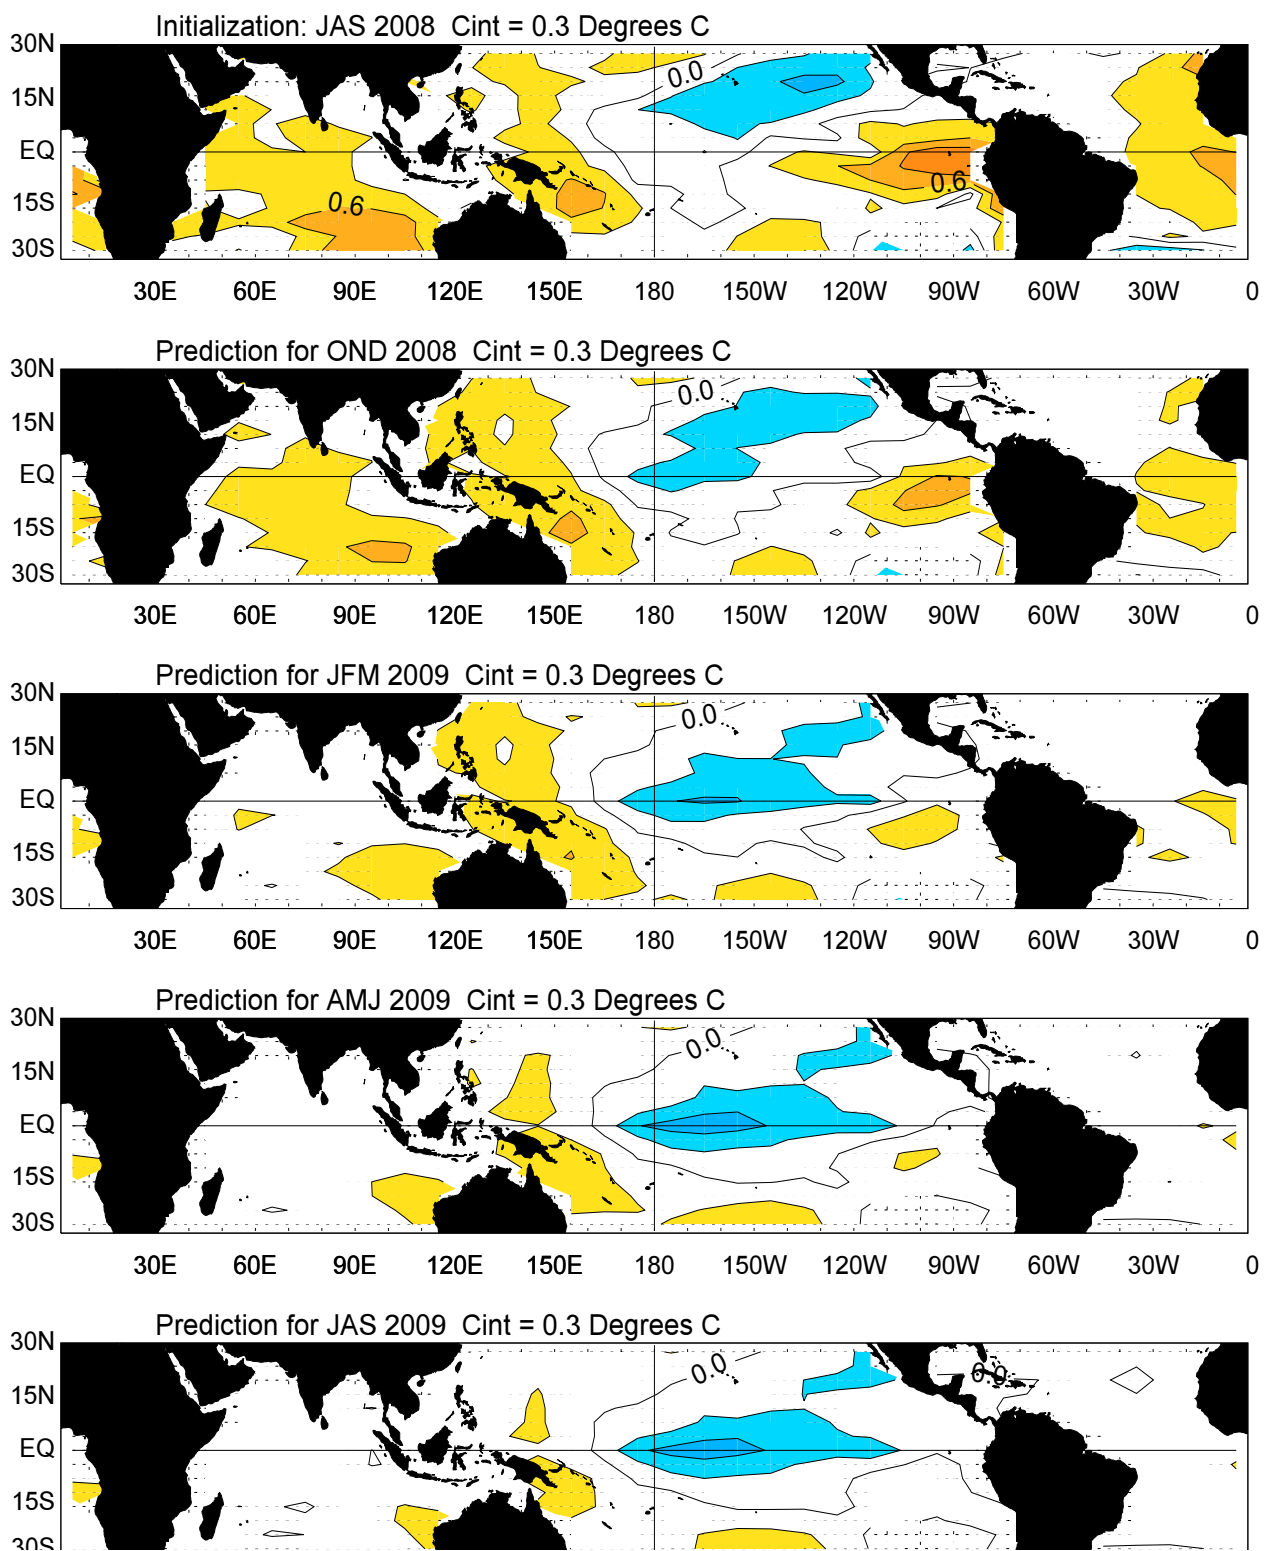 Initialization: JAS 2008 Cint = 0.3 Degrees C
30N
0.0
15N
EQ
0.6
0.6
15S
30S
30E 60E 90E 120E 150E 180 150W 120W 90W 60W 30W 0
Prediction for OND 2008 Cint = 0.3 Degrees C
30N
0.0
15N
EQ
15S
30S
30E 60E 90E 120E 150E 180 150W 120W 90W 60W 30W 0
Prediction for JFM 2009 Cint = 0.3 Degrees C
30N
0.0
15N
EQ
15S
30S
30E 60E 90E 120E 150E 180 150W 120W 90W 60W 30W 0
Prediction for AMJ 2009 Cint = 0.3 Degrees C
30N
0.0
15N
EQ
15S
30S
30E 60E 90E 120E 150E 180 150W 120W 90W 60W 30W 0
Prediction for JAS 2009 Cint = 0.3 Degrees C
30N
0.0 0.0
15N
EQ
15S
30S